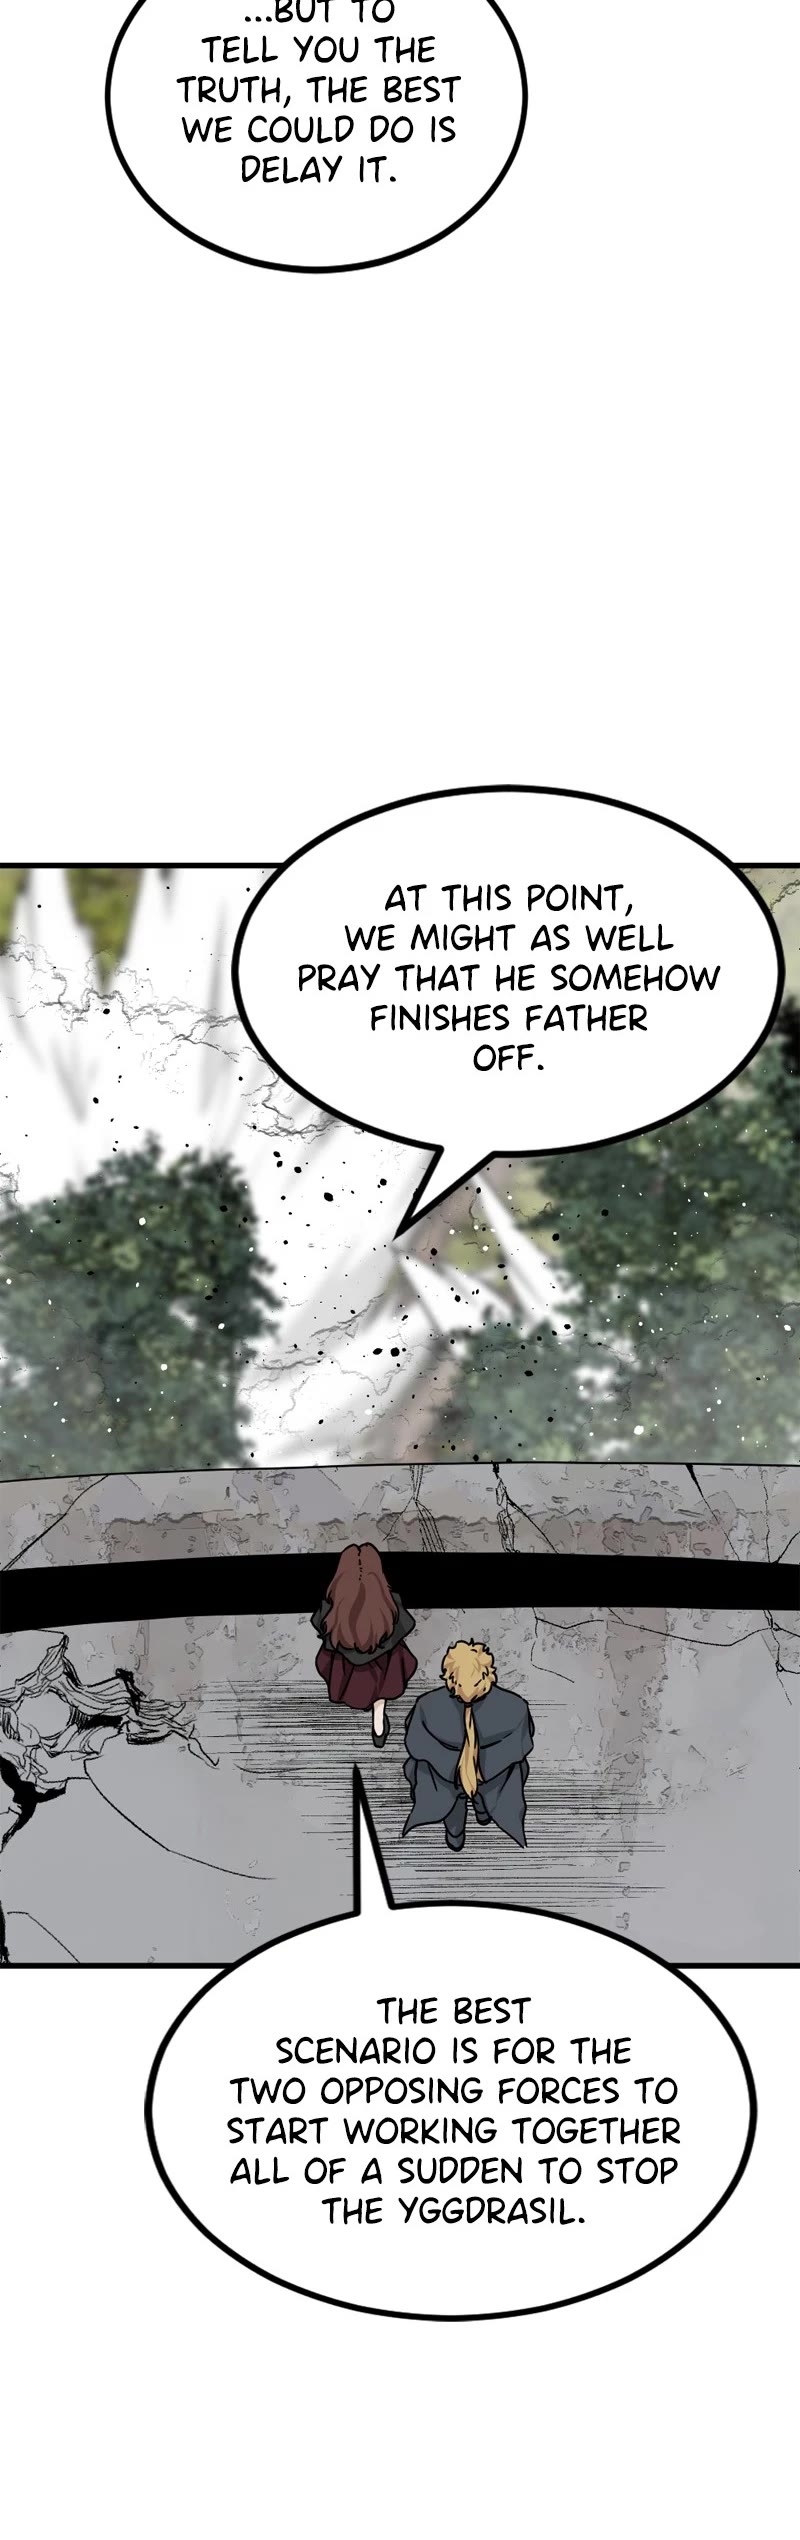 ...BUT TO
TELL YOU THE
TRUTH, THE BEST
WE COULD DO IS
DELAY IT.
AT THIS POINT,
WE MIGHT AS WELL
PRAY THAT HE SOMEHOW
FINISHES FATHER
OFF.
THE BEST
SCENARIO IS FOR THE
TWO OPPOSING FORCES TO
START WORKING TOGETHER
ALL OF A SUDDEN TO STOP
THE YGGDRASIL.